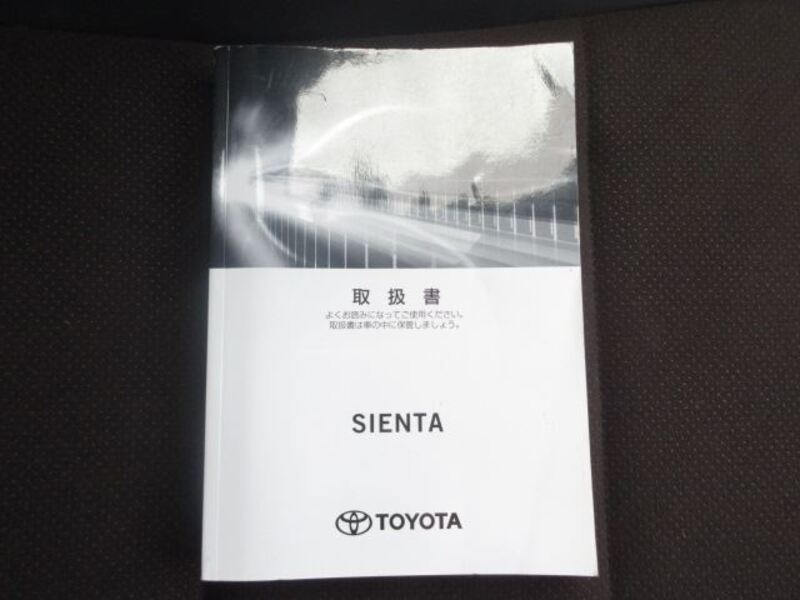 取扱書
よくお読みになってご使用ください。
取扱書は車の中に保管しましょう。
SIENTA
TOYOTA